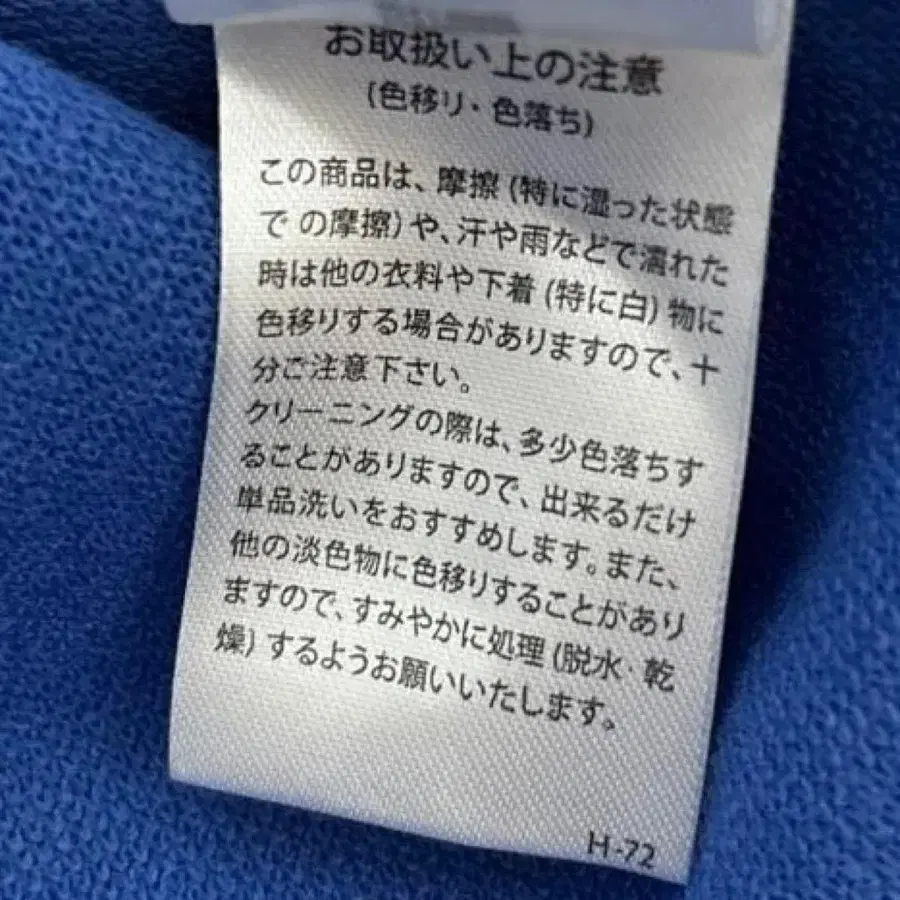 お取扱い上の注意
(色移り・色落ち)
この商品は、摩擦 (特に湿った状態
で の摩擦) や、汗や雨などで濡れた
時は他の衣料や下着 (特に白) 物に
色移りする場合がありますので、十
分ご注意下さい。
クリーニングの際は、多少色落ちす
ることがありますので、出来るだけ
単品洗いをおすすめします。また、
他の淡色物に色移りすることがあり
ますので、すみやかに処理 (脱水・乾
燥) するようお願いいたします。
H-72